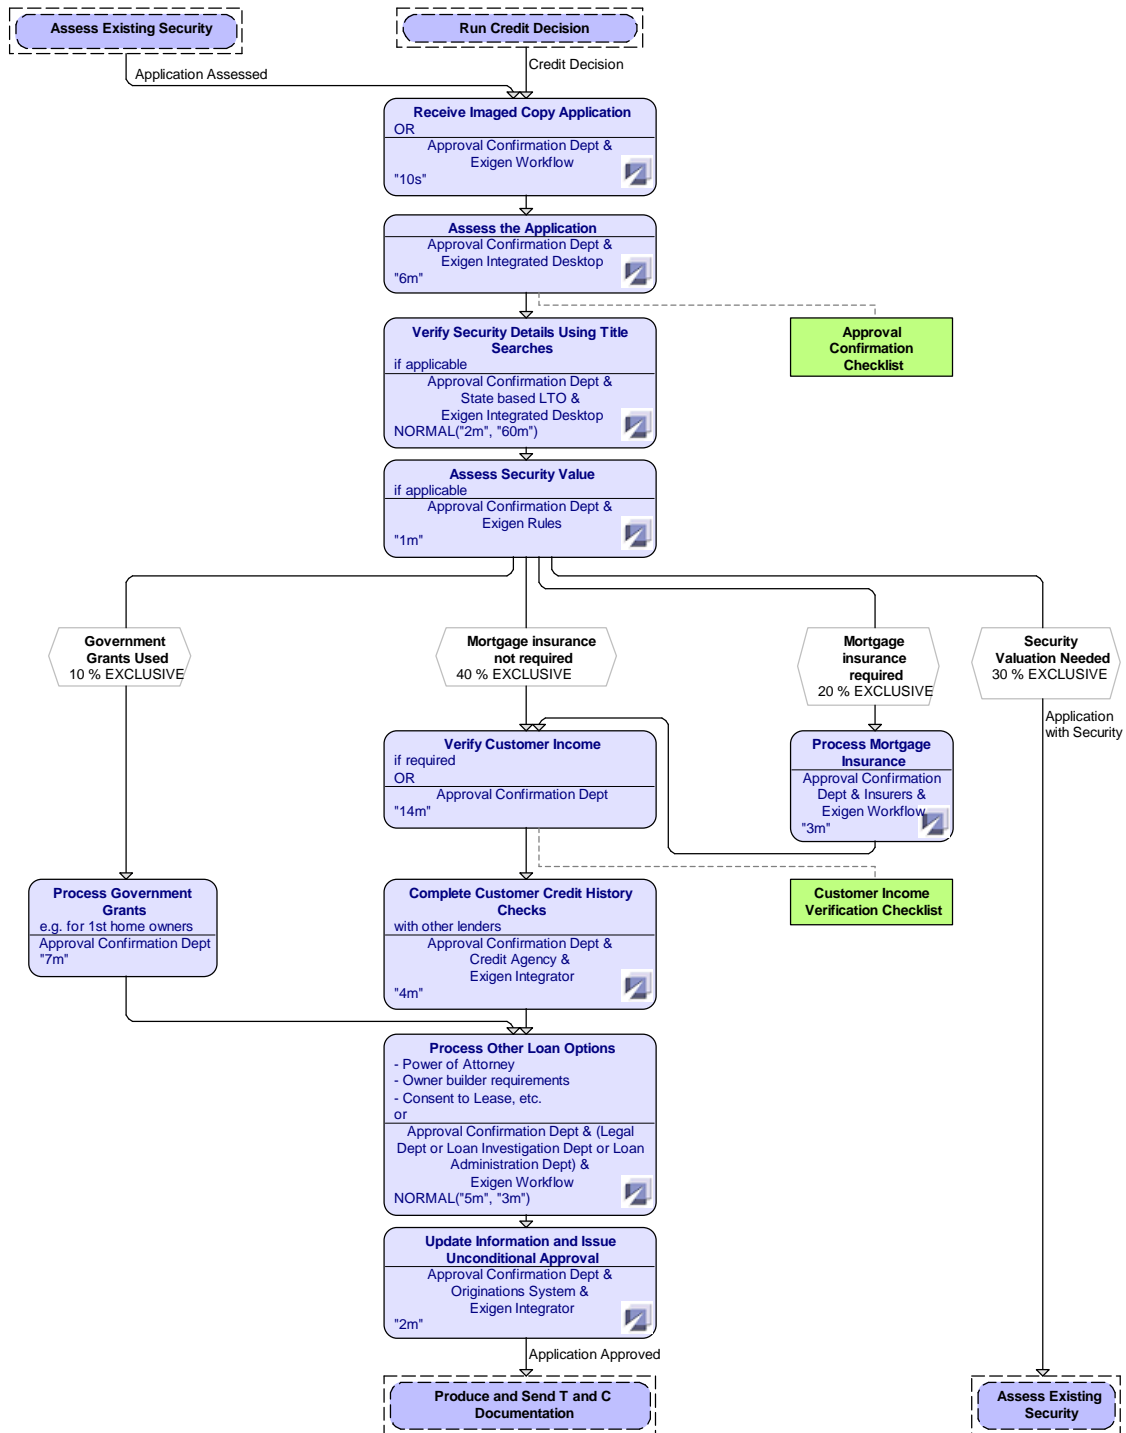 Assess Existing Security
Run Credit Decision
Application Assessed
Credit Decision
Receive Imaged Copy Application
OR
Approval Confirmation Dept &
Exigen Workflow
"10s"
Assess the Application
Approval Confirmation Dept &
Exigen Integrated Desktop
"6m"
Verify Security Details Using Title
Searches
if applicable
Approval Confirmation Dept &
State based LTO &
Exigen Integrated Desktop
NORMAL("2m", "60m")
Approval
Confirmation
Checklist
Assess Security Value
if applicable
Approval Confirmation Dept &
Exigen Rules
"1m"
Government
Grants Used
10 % EXCLUSIVE
Mortgage insurance
not required
40 % EXCLUSIVE
Mortgage
insurance
required
20 % EXCLUSIVE
Security
Valuation Needed
30 % EXCLUSIVE
Application
with Security
Verify Customer Income
if required
OR
Approval Confirmation Dept
"14m"
Process Mortgage
Insurance
Approval Confirmation
Dept & Insurers &
Exigen Workflow
"3m"
Process Government
Grants
e.g. for 1st home owners
Approval Confirmation Dept
"7m"
Complete Customer Credit History
Checks
with other lenders
Approval Confirmation Dept &
Credit Agency &
Exigen Integrator
"4m"
Customer Income
Verification Checklist
Process Other Loan Options
- Power of Attorney
- Owner builder requirements
- Consent to Lease, etc.
or
Approval Confirmation Dept & (Legal
Dept or Loan Investigation Dept or Loan
Administration Dept) &
Exigen Workflow
NORMAL("5m", "3m")
Update Information and Issue
Unconditional Approval
Approval Confirmation Dept &
Originations System &
Exigen Integrator
"2m"
Application Approved
Produce and Send T and C
Documentation
Assess Existing
Security